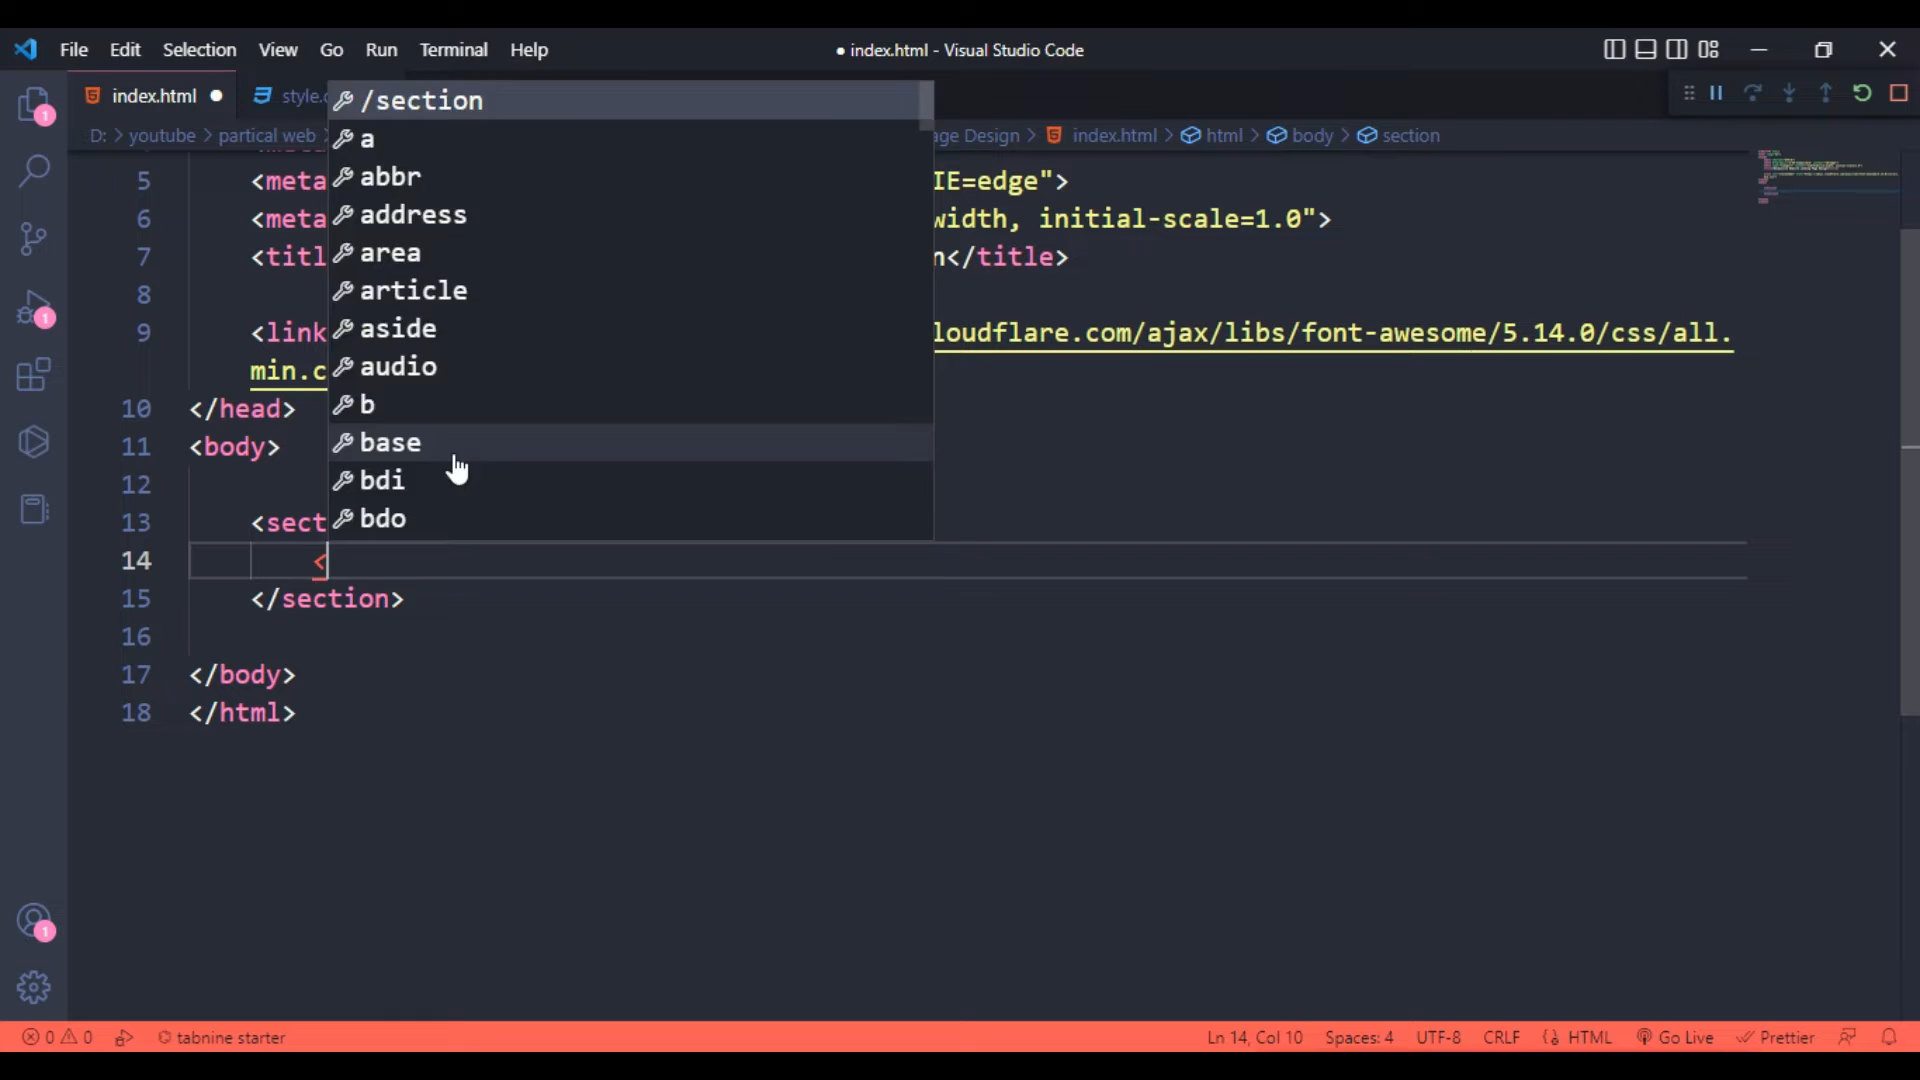 File Edit Selection View Go Run Terminal Help ● index.html - Visual Studio Code
index.html ● style.c
D: > youtube > partical web > age Design > index.html > html > body > section
/section
a
abbr
address
area
article
aside
audio
b
base
bdi
bdo
5 <meta IE=edge">
6 <meta width, initial-scale=1.0">
7 <titl n</title>
8
9 <link loudflare.com/ajax/libs/font-awesome/5.14.0/css/all.
min.c
10 </head>
11 <body>
12
13 <sect
14 <
15 </section>
16
17 </body>
18 </html>
1
1
1
0 0 tabnine starter Ln 14, Col 10 Spaces: 4 UTF-8 CRLF HTML Go Live Prettier